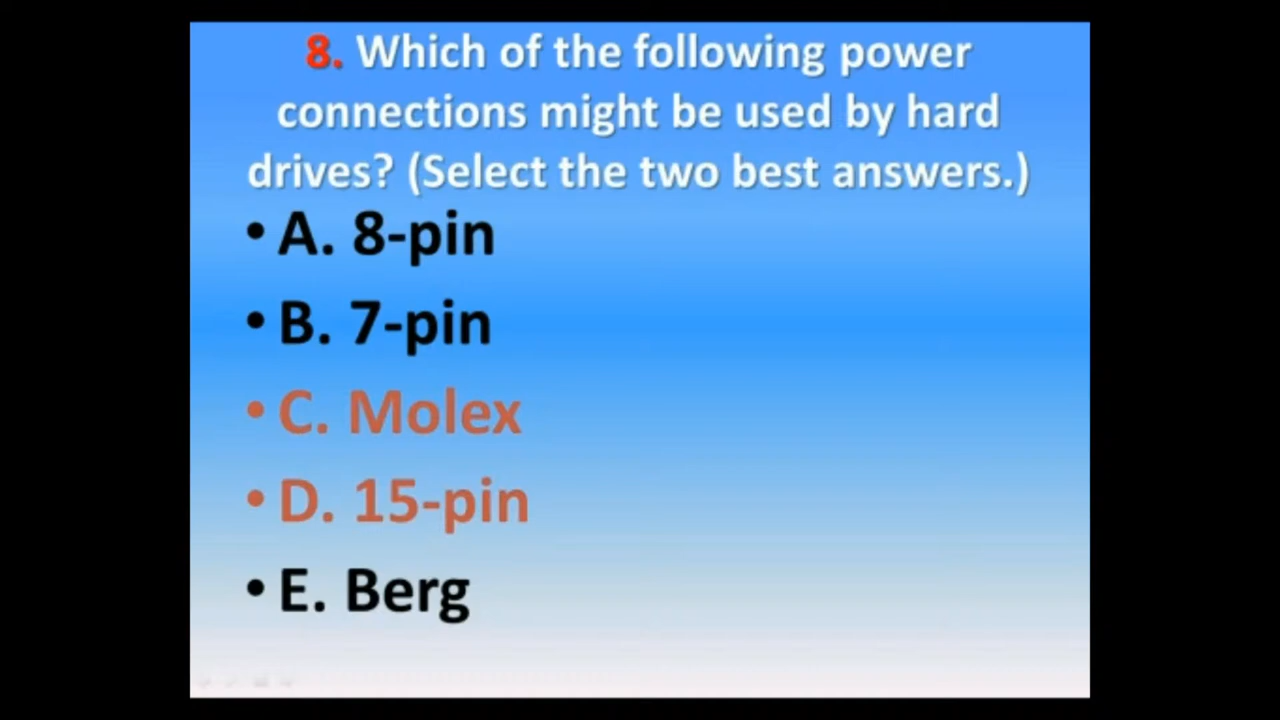 8. Which of the following power
connections might be used by hard
drives? (Select the two best answers.)
• A. 8-pin
• B. 7-pin
• C. Molex
• D. 15-pin
• E. Berg